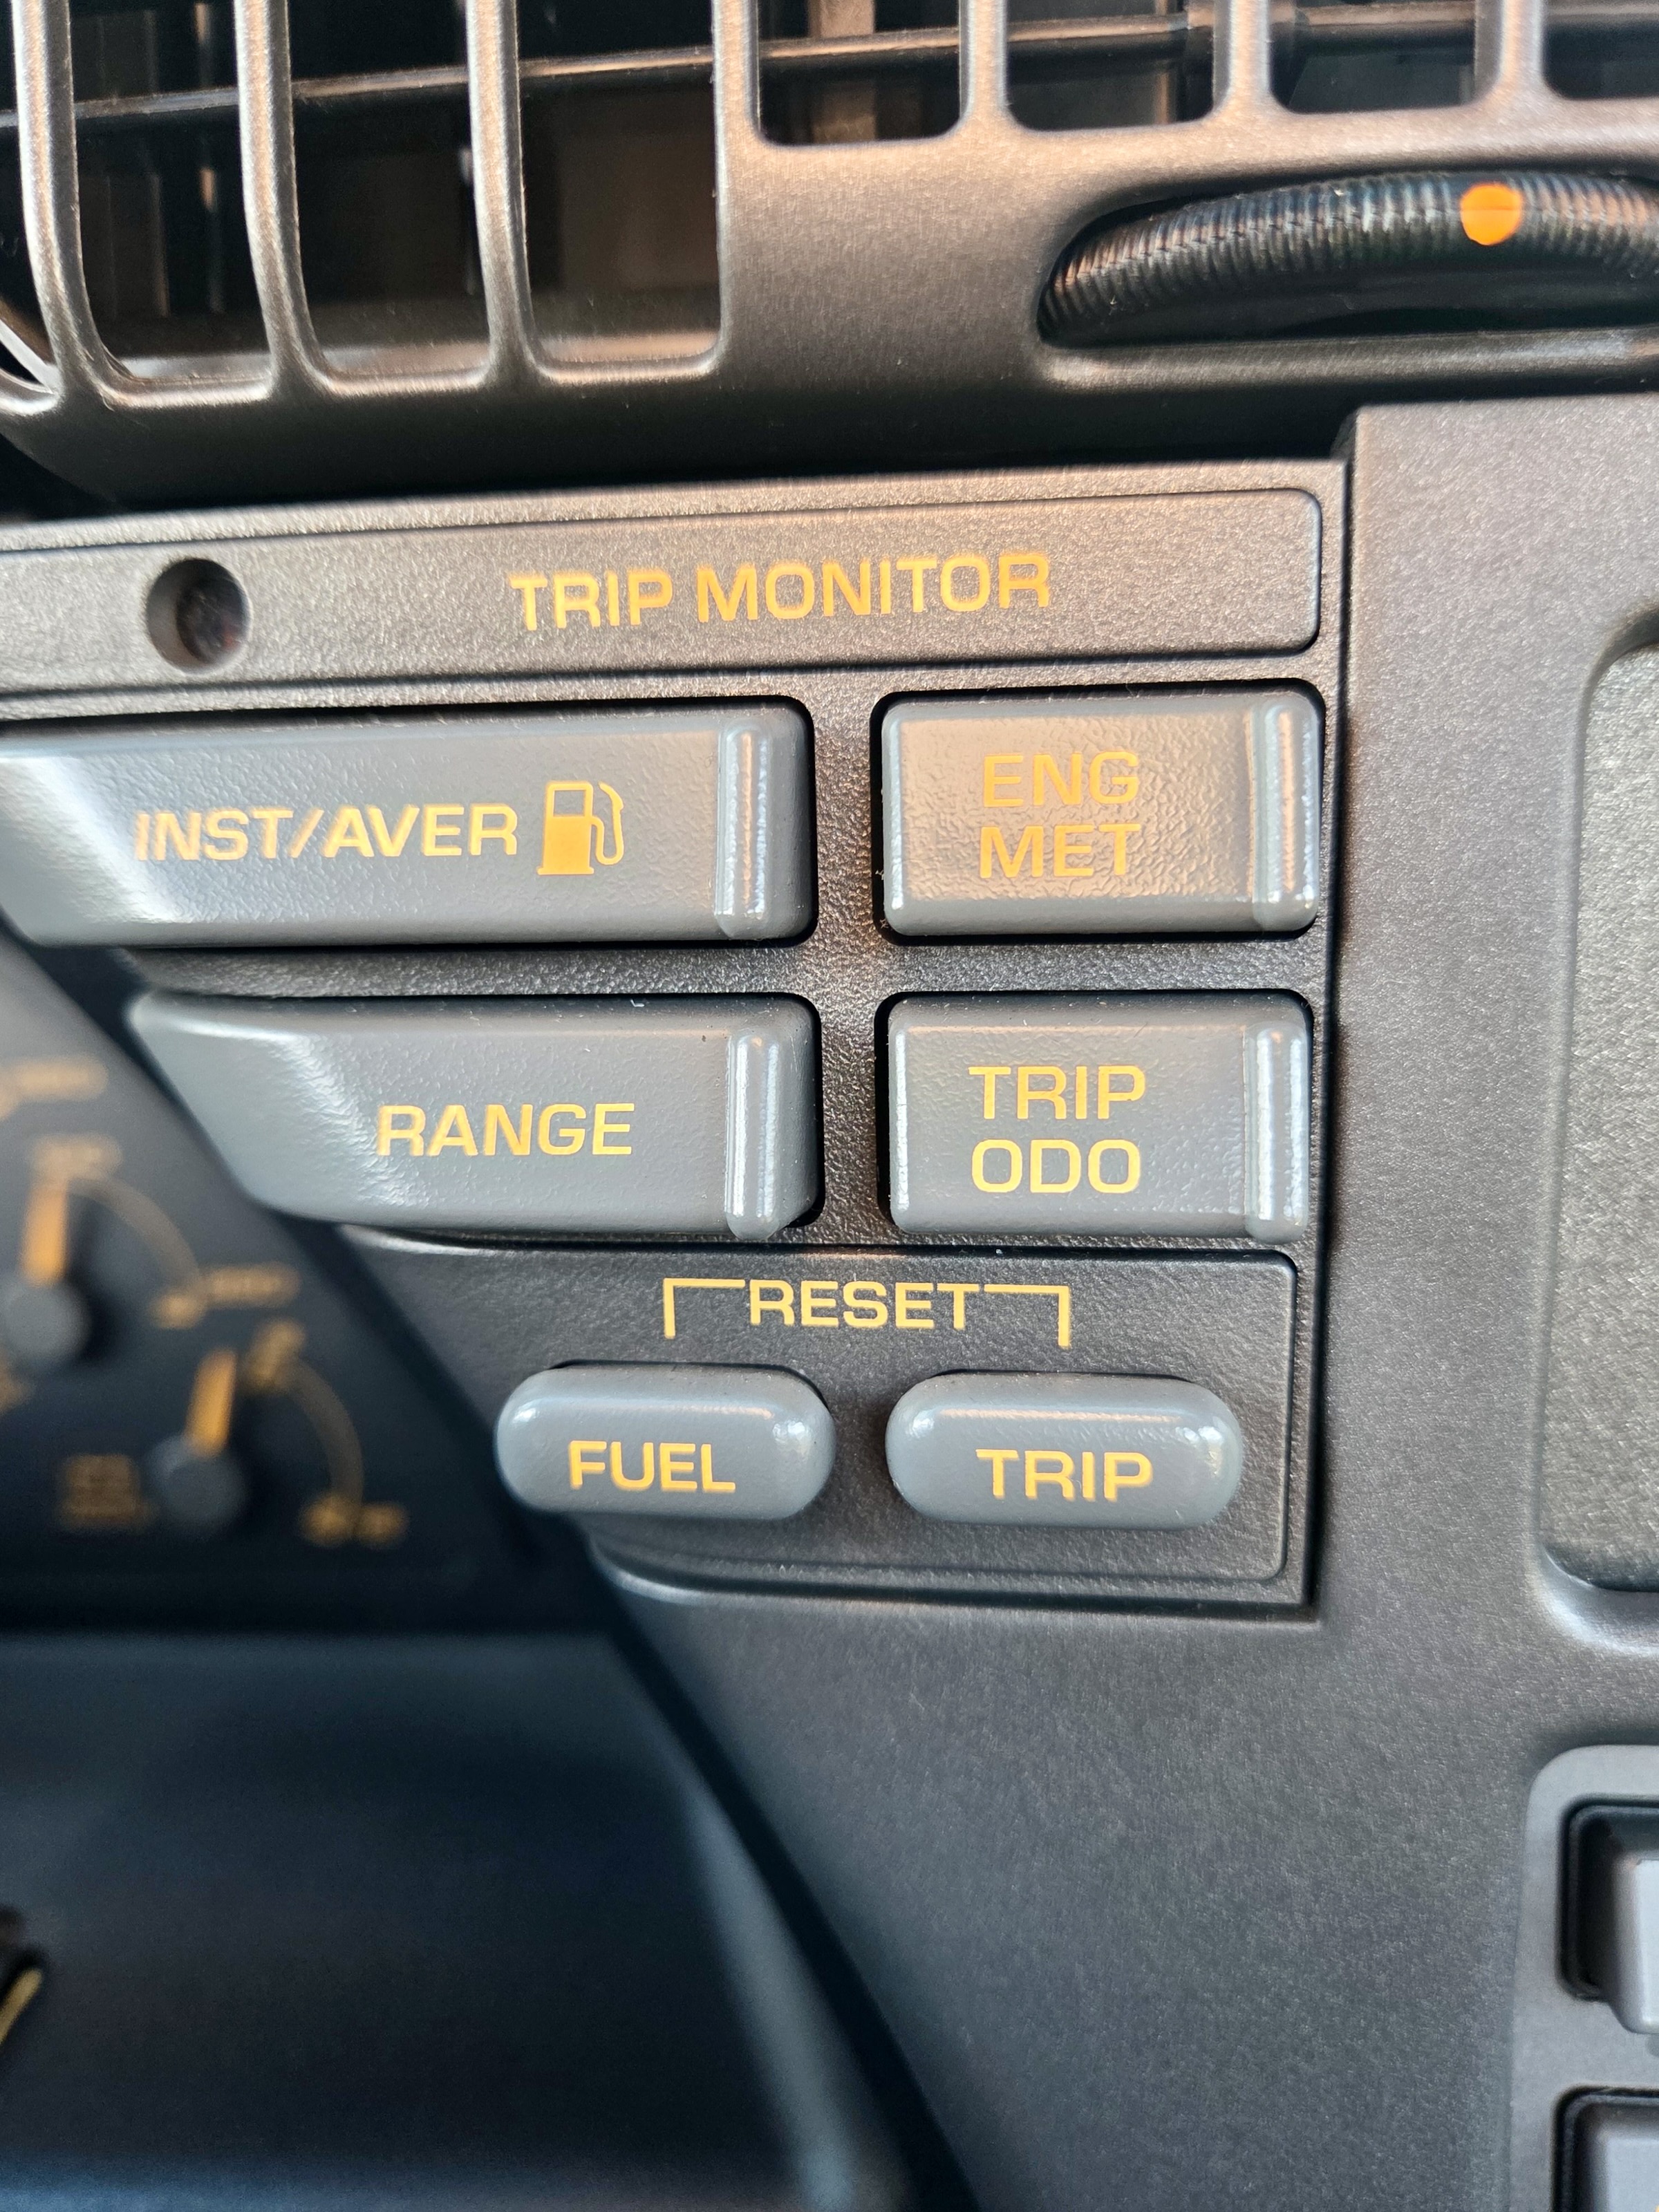 TRIP MONITOR
INST/AVER
ENG
MET
RANGE
TRIP
ODO
RESET
FUEL
TRIP